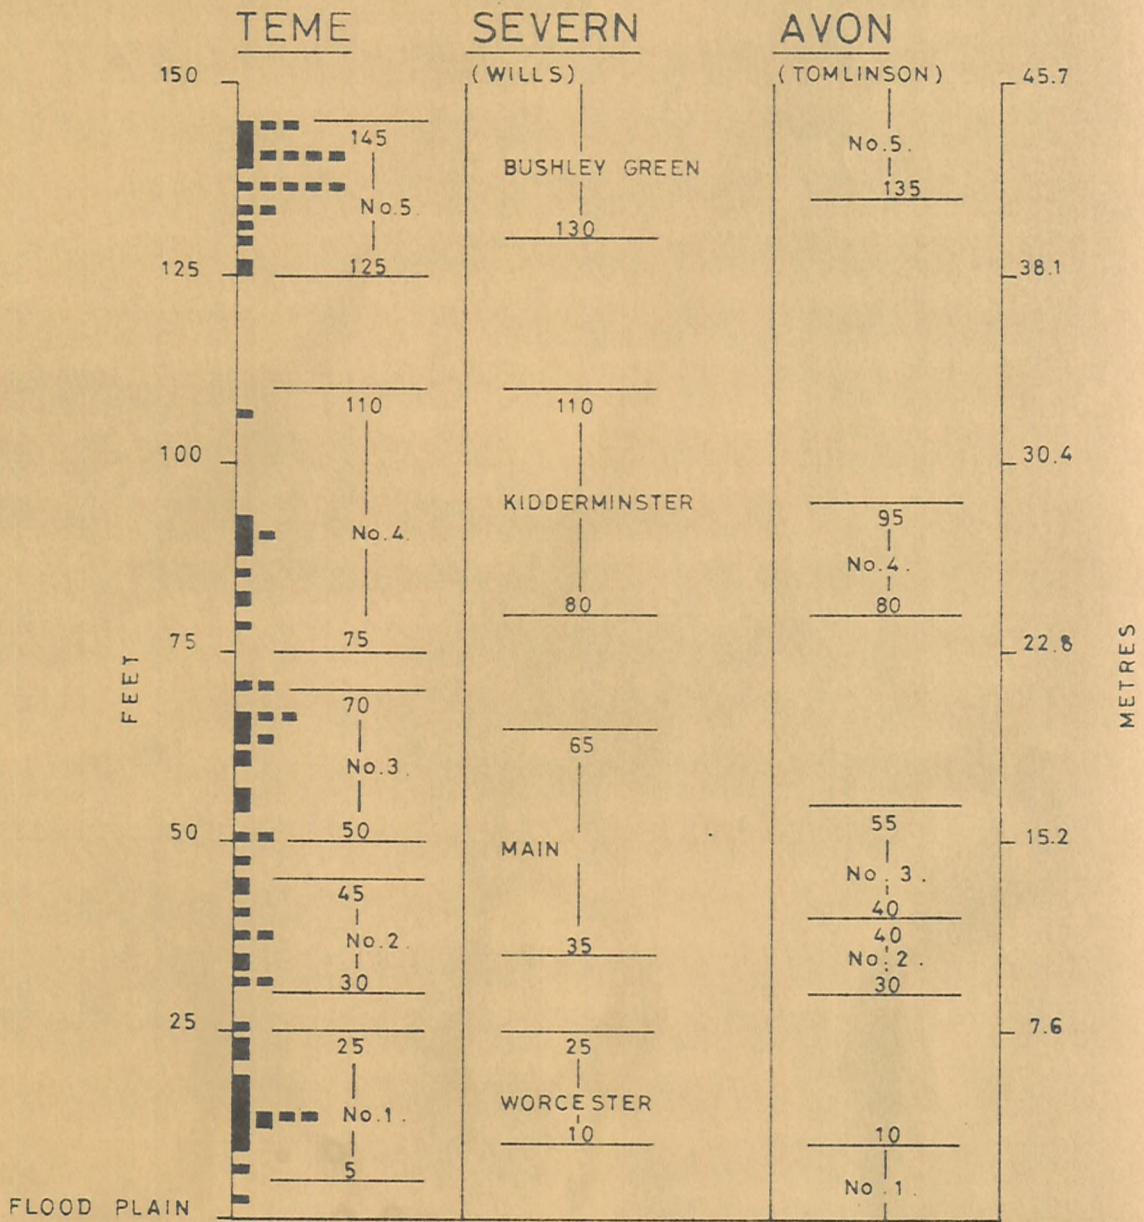 TEME SEVERN AVON
(WILLS) (TOMLINSON)
150 45.7
145 No.5.
BUSHLEY GREEN
No.5. 135
130
125 125 38.1
110 110
100 30.4
KIDDERMINSTER 95
No.4. No.4.
80 80
75 75 22.8
FEET METRES
70
65
No.3.
50 50 55 15.2
MAIN No.3.
45 40
No.2. 35 40
No.2.
30 30
25 25 25 7.6
No.1. WORCESTER
10 10
5
No.1.
FLOOD PLAIN